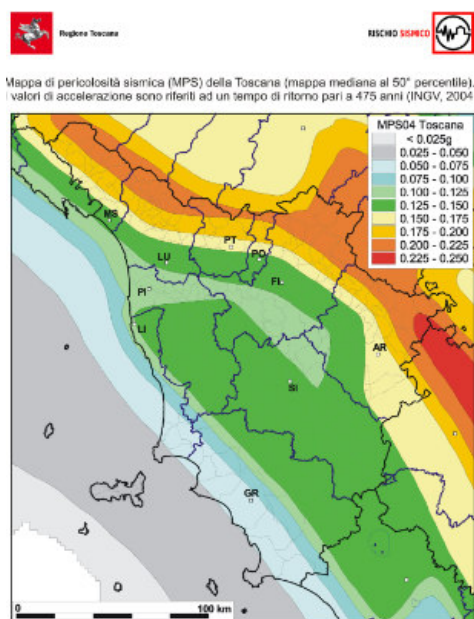 Regione Toscana
RISCHIO SISMICO
Mappa di pericolosità sismica (MPS) della Toscana (mappa mediana al 50° percentile).
I valori di accelerazione sono riferiti ad un tempo di ritorno pari a 475 anni (INGV, 2004
MPS04 Toscana
< 0.025g
0.025 - 0.050
0.050 - 0.075
0.075 - 0.100
0.100 - 0.125
0.125 - 0.150
0.150 - 0.175
0.175 - 0.200
0.200 - 0.225
0.225 - 0.250
MS
PT
PO
LU
FI
PI
LI
AR
SI
GR
0 100 km